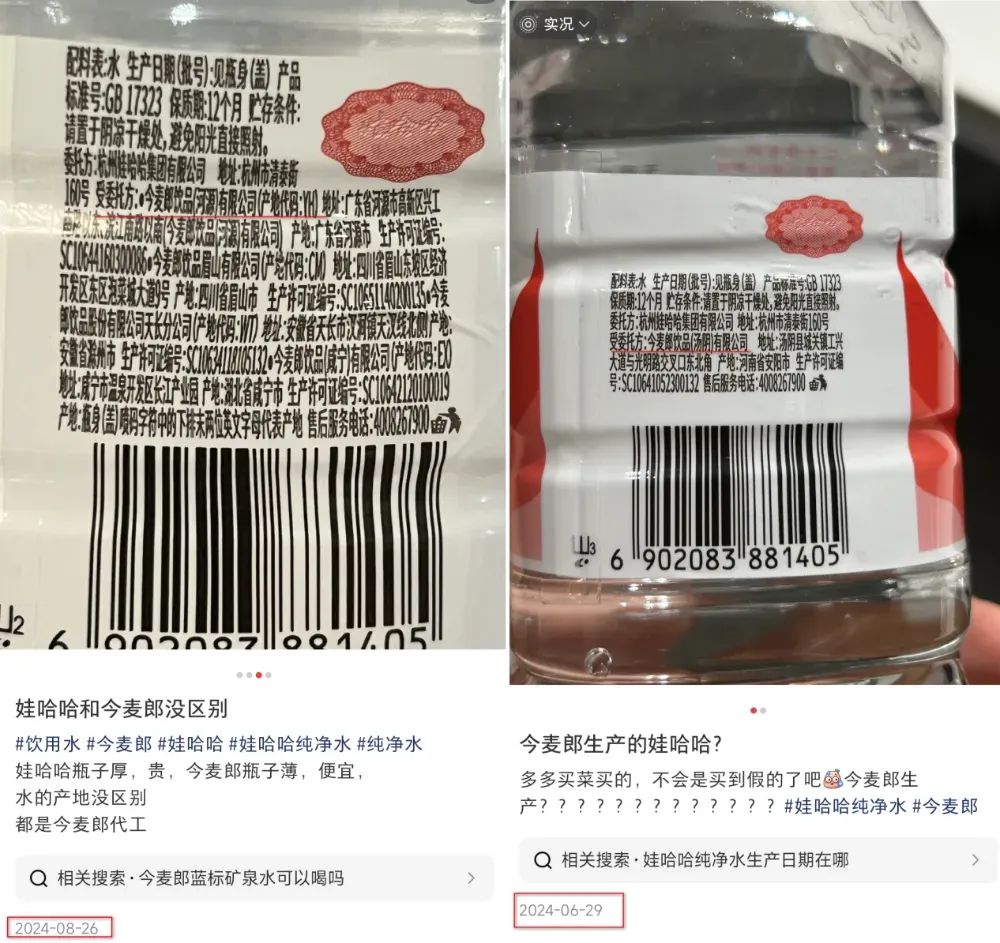 配料表:水 生产日期(批号):见瓶身(盖) 产品
标准号:GB 17323 保质期:12个月 贮存条件:
请置于阴凉干燥处,避免阳光直接照射。
委托方:杭州娃哈哈集团有限公司 地址:杭州市清泰街
160号 受委托方:●今麦郎饮品(河源)有限公司(产地代码:YH) 地址:广东省河源市高新区兴工
南路以东、滨江南路以南(今麦郎饮品(河源)有限公司) 产地:广东省河源市 生产许可证编号:
SC10644160300086●今麦郎饮品眉山有限公司(产地代码:CM) 地址:四川省眉山东坡区经济
开发区东区泡菜城大道9号 产地:四川省眉山市 生产许可证编号:SC10651140200135●今麦
郎饮品股份有限公司天长分公司(产地代码:WT) 地址:安徽省天长市汊涧镇天汊线北侧 产地:
安徽省滁州市 生产许可证编号:SC10634118105132●今麦郎饮品(咸宁)有限公司(产地代码:EX)
地址:咸宁市温泉开发区长江产业园 产地:湖北省咸宁市 生产许可证编号:SC10642120100019
产地:瓶身(盖)喷码字符中的下排末两位英文字母代表产地 售后服务电话:4008267900
山2
6 902083 881405
娃哈哈和今麦郎没区别
#饮用水 #今麦郎 #娃哈哈 #娃哈哈纯净水 #纯净水
娃哈哈瓶子厚，贵，今麦郎瓶子薄，便宜，
水的产地没区别
都是今麦郎代工
相关搜索·今麦郎蓝标矿泉水可以喝吗
2024-08-26
实况
配料表:水 生产日期(批号):见瓶身(盖) 产品标准号:GB 17323
保质期:12个月 贮存条件:请置于阴凉干燥处,避免阳光直接照射。
委托方:杭州娃哈哈集团有限公司 地址:杭州市清泰街160号
受委托方:今麦郎饮品(汤阴)有限公司 地址:汤阴县城关镇工兴
大道与光明路交叉口东北角 产地:河南省安阳市 生产许可证编
号:SC10641052300132 售后服务电话:4008267900
山3
6 902083 881405
今麦郎生产的娃哈哈?
多多买菜买的，不会是买到假的了吧今麦郎生
产? ? ? ? ? ? ? ? ? ? ? ? ? #娃哈哈纯净水 #今麦郎
相关搜索·娃哈哈纯净水生产日期在哪
2024-06-29